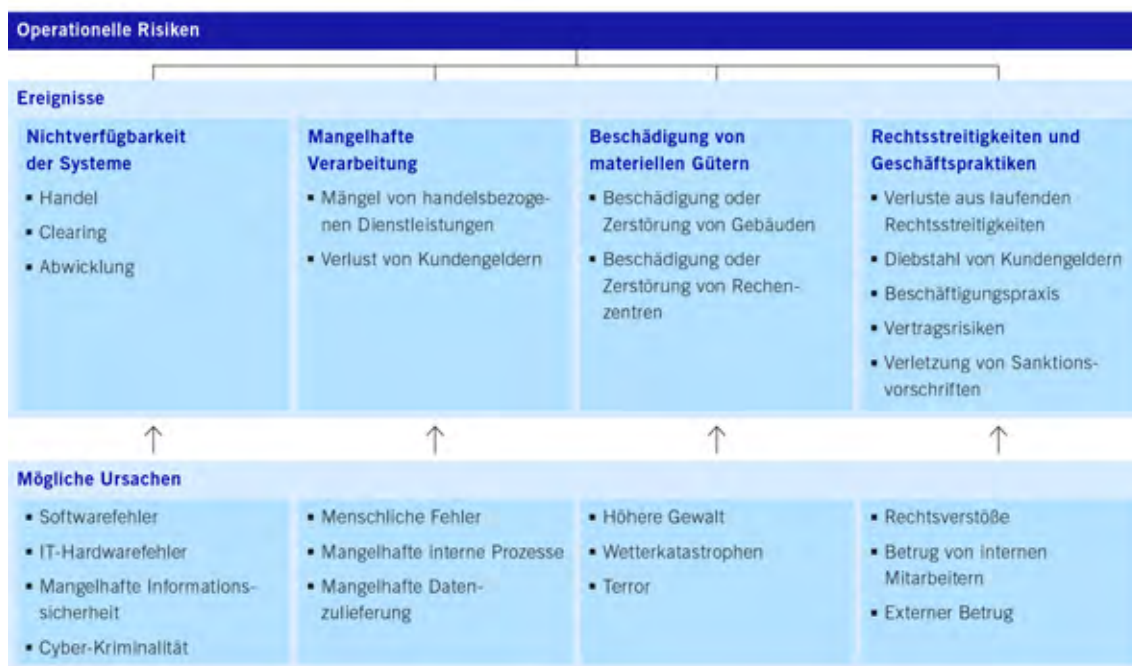 Operationelle Risiken
Ereignisse
Nichtverfügbarkeit
der Systeme
▪ Handel
▪ Clearing
▪ Abwicklung
Mangelhafte
Verarbeitung
▪ Mängel von handelsbezoge-
nen Dienstleistungen
▪ Verlust von Kundengeldern
Beschädigung von
materiellen Gütern
▪ Beschädigung oder
Zerstörung von Gebäuden
▪ Beschädigung oder
Zerstörung von Rechen-
zentren
Rechtsstreitigkeiten und
Geschäftspraktiken
▪ Verluste aus laufenden
Rechtsstreitigkeiten
▪ Diebstahl von Kundengeldern
▪ Beschäftigungspraxis
▪ Vertragsrisiken
▪ Verletzung von Sanktions-
vorschriften
Mögliche Ursachen
▪ Softwarefehler
▪ IT-Hardwarefehler
▪ Mangelhafte Informations-
sicherheit
▪ Cyber-Kriminalität
▪ Menschliche Fehler
▪ Mangelhafte interne Prozesse
▪ Mangelhafte Daten-
zulieferung
▪ Höhere Gewalt
▪ Wetterkatastrophen
▪ Terror
▪ Rechtsverstöße
▪ Betrug von internen
Mitarbeitern
▪ Externer Betrug